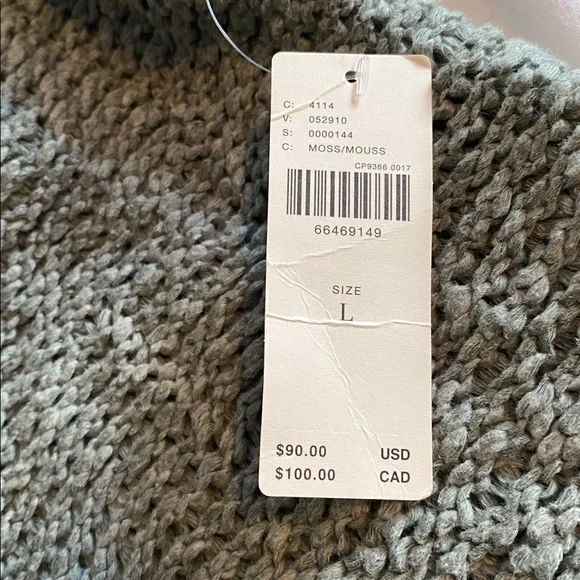 C: 4114
V: 052910
S: 0000144
C: MOSS/MOUSS
CP9366 0017
66469149
SIZE
L
$90.00 USD
$100.00 CAD